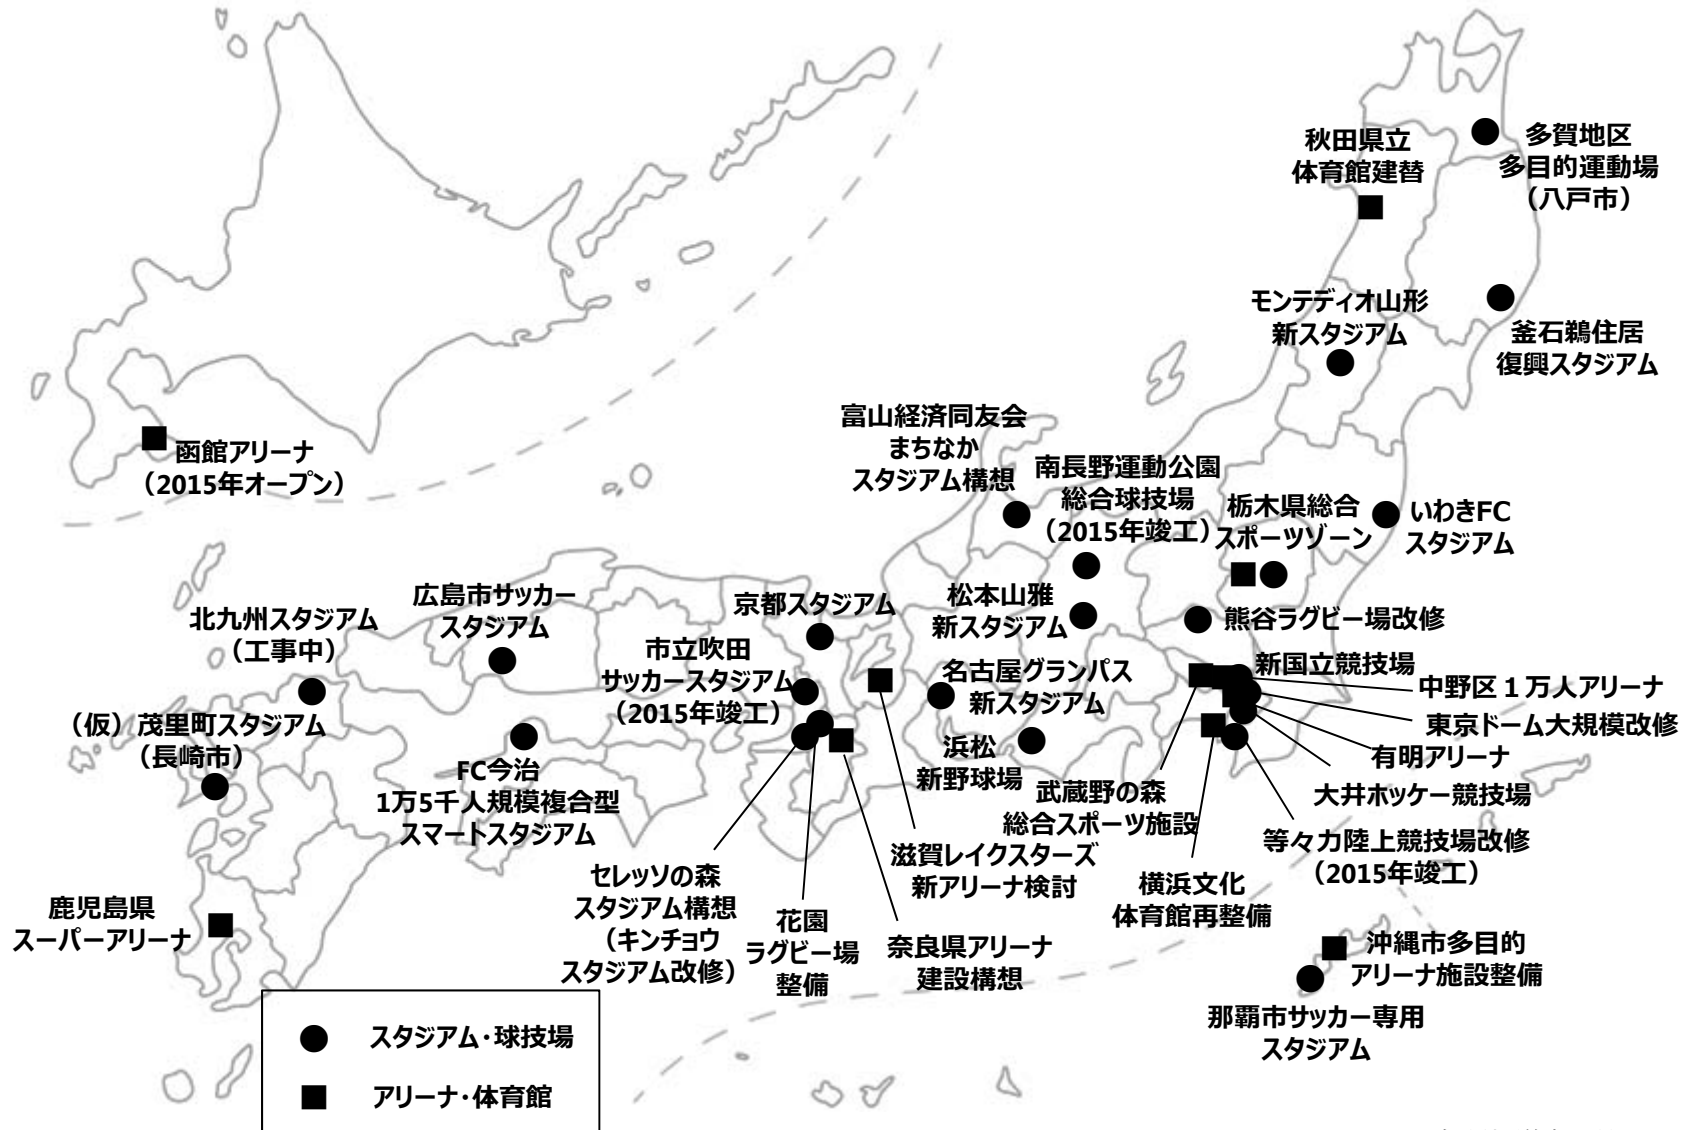 秋田県立
体育館建替
多賀地区
多目的運動場
（八戸市）
モンテディオ山形
新スタジアム
釜石鵜住居
復興スタジアム
函館アリーナ
（2015年オープン）
富山経済同友会
まちなか
スタジアム構想
南長野運動公園
総合球技場
（2015年竣工）
栃木県総合
スポーツゾーン
いわきFC
スタジアム
北九州スタジアム
（工事中）
広島市サッカー
スタジアム
京都スタジアム
松本山雅
新スタジアム
熊谷ラグビー場改修
市立吹田
サッカースタジアム
（2015年竣工）
名古屋グランパス
新スタジアム
新国立競技場
中野区１万人アリーナ
東京ドーム大規模改修
有明アリーナ
大井ホッケー競技場
等々力陸上競技場改修
（2015年竣工）
（仮）茂里町スタジアム
（長崎市）
FC今治
1万5千人規模複合型
スマートスタジアム
浜松
新野球場
武蔵野の森
総合スポーツ施設
滋賀レイクスターズ
新アリーナ検討
横浜文化
体育館再整備
セレッソの森
スタジアム構想
（キンチョウ
スタジアム改修）
花園
ラグビー場
整備
奈良県アリーナ
建設構想
鹿児島県
スーパーアリーナ
沖縄市多目的
アリーナ施設整備
那覇市サッカー専用
スタジアム
スタジアム・球技場
アリーナ・体育館